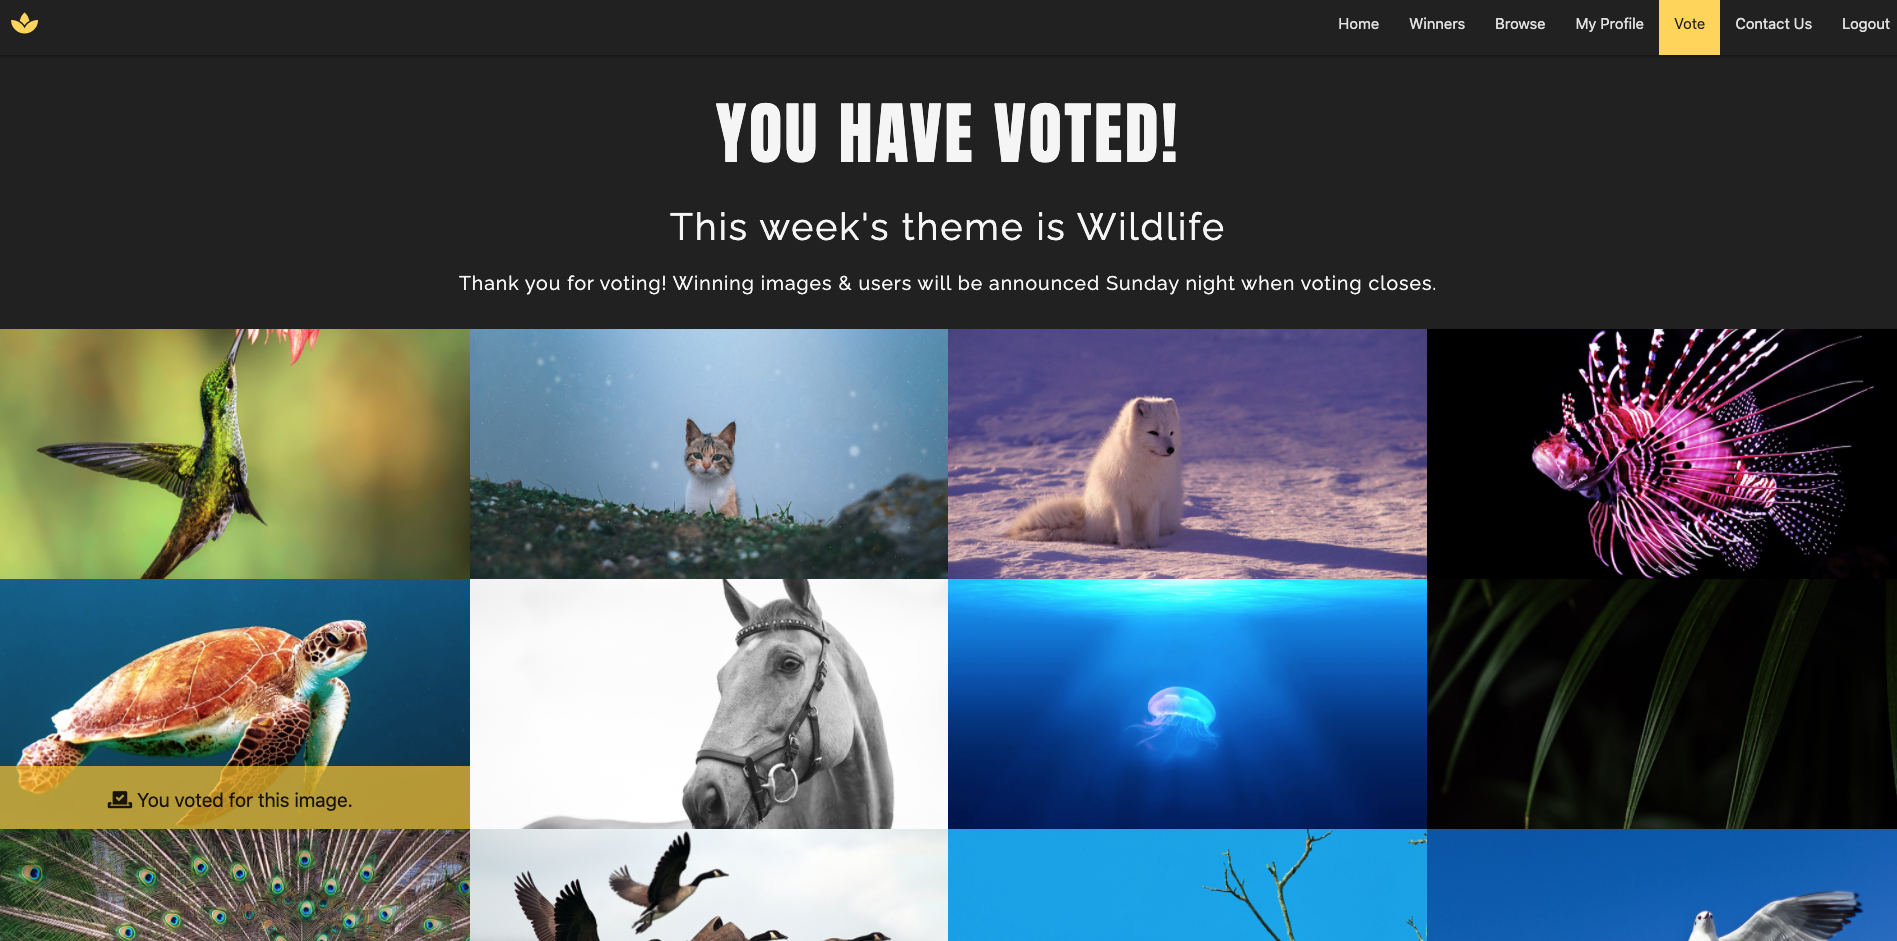 Home Winners Browse My Profile Vote Contact Us Logout
YOU HAVE VOTED!
This week's theme is Wildlife
Thank you for voting! Winning images & users will be announced Sunday night when voting closes.
You voted for this image.